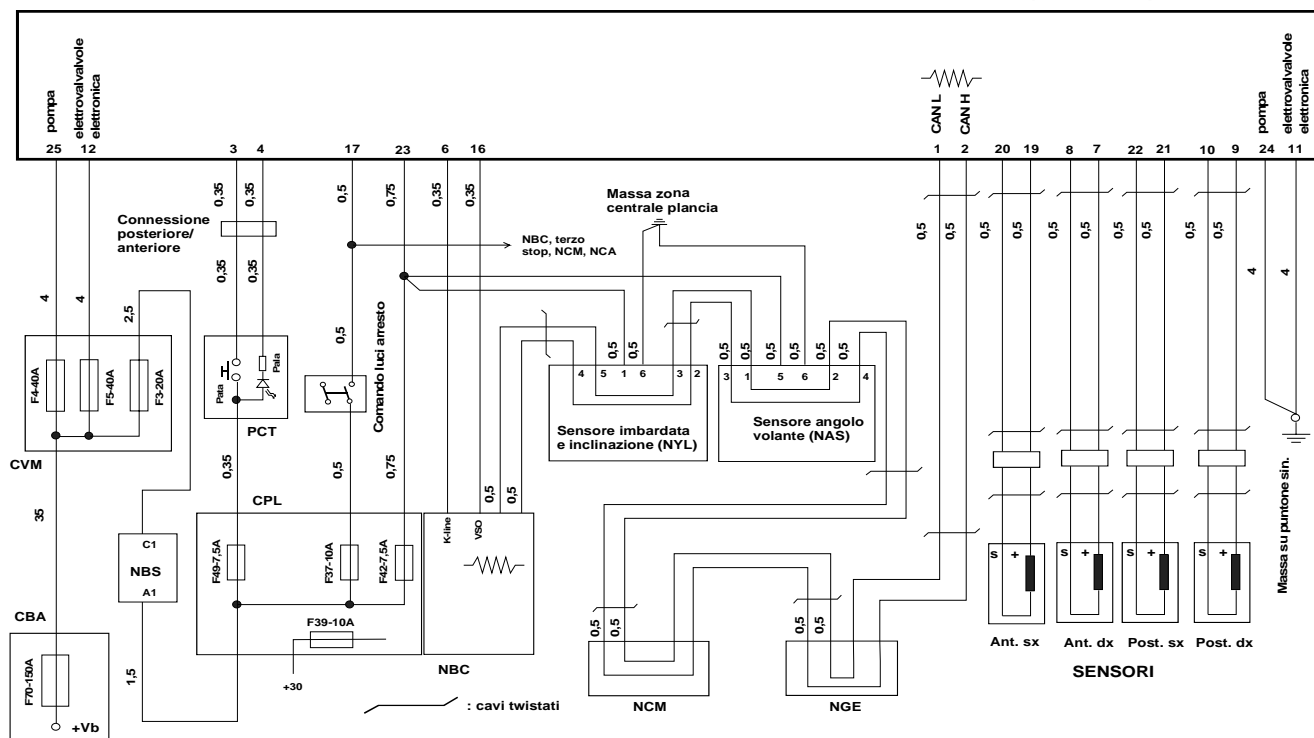 pompa
elettrovalvalvole
elettronica
CAN L
CAN H
pompa
elettrovalvalvole
elettronica
25 12 3 4 17 23 6 16 1 2 20 19 8 7 22 21 10 9 24 11
0,35 0,35 0,5 0,75 0,35 0,35
0,5 0,5 0,5 0,5 0,5 0,5 0,5 0,5 0,5 0,5
Connessione
posteriore/
anteriore
Massa zona
centrale plancia
NBC, terzo
stop, NCM, NCA
0,35 0,35
4 4 2,5
0,5
Comando luci arresto
4 4
0,5 0,5 0,5 0,5 0,5 0,5 0,5 0,5
F4-40A
F5-40A
F3-20A
CVM
Pata
Pala
PCT
4 5 1 6 3 2
Sensore imbardata
e inclinazione (NYL)
3 1 5 6 2 4
Sensore angolo
volante (NAS)
0,35 0,5 0,75
0,5 0,5
35
CPL
F49-7,5A
F37-10A
F42-7,5A
F39-10A
+30
K-line
VSO
NBC
C1
NBS
A1
1,5
CBA
F70-150A
+Vb
: cavi twistati
0,5 0,5
NCM
0,5 0,5
NGE
S +
S +
S +
S +
Ant. sx
Ant. dx
Post. sx
Post. dx
SENSORI
Massa su puntone sin.